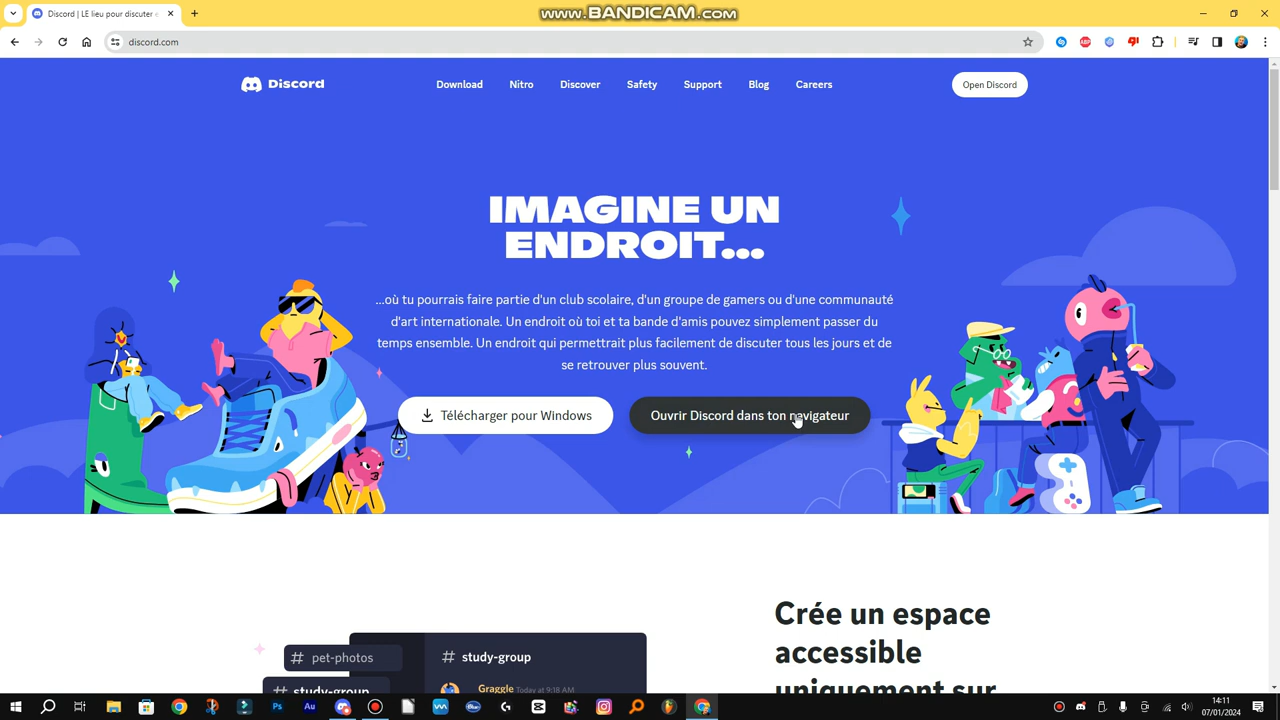 www.BANDICAM.com
Discord | LE lieu pour discuter e
discord.com
ABP
Discord
Download
Nitro
Discover
Safety
Support
Blog
Careers
Open Discord
IMAGINE UN
ENDROIT...
...où tu pourrais faire partie d'un club scolaire, d'un groupe de gamers ou d'une communauté
d'art internationale. Un endroit où toi et ta bande d'amis pouvez simplement passer du
temps ensemble. Un endroit qui permettrait plus facilement de discuter tous les jours et de
se retrouver plus souvent.
Télécharger pour Windows
Ouvrir Discord dans ton navigateur
Crée un espace
accessible
uniquement sur
# pet-photos
# study-group
# study-group
Graggle Today at 9:18 AM
Ps
Au
14:11
07/01/2024